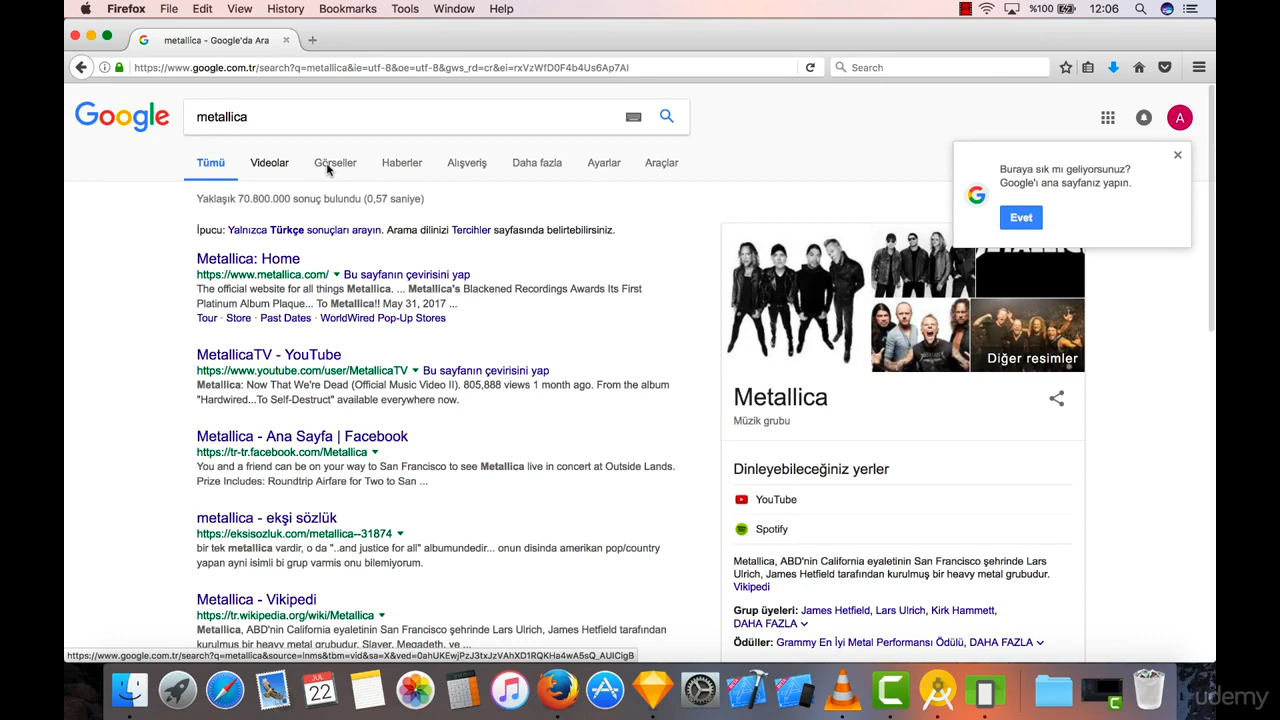 Firefox File Edit View History Bookmarks Tools Window Help %100 12:06
metallica - Google'da Ara
https://www.google.com.tr/search?q=metallica&ie=utf-8&oe=utf-8&gws_rd=cr&ei=rxVzWfD0F4b4Us6Ap7AI Search
Google metallica A
Tümü Videolar Görseller Haberler Alışveriş Daha fazla Ayarlar Araçlar
Buraya sık mı geliyorsunuz?
Google'ı ana sayfanız yapın.
Evet
Yaklaşık 70.800.000 sonuç bulundu (0,57 saniye)
İpucu: Yalnızca Türkçe sonuçları arayın. Arama dilinizi Tercihler sayfasında belirtebilirsiniz.
Metallica: Home
https://www.metallica.com/ Bu sayfanın çevirisini yap
The official website for all things Metallica. ... Metallica's Blackened Recordings Awards Its First
Platinum Album Plaque... To Metallica!! May 31, 2017 ...
Tour · Store · Past Dates · WorldWired Pop-Up Stores
MetallicaTV - YouTube
https://www.youtube.com/user/MetallicaTV Bu sayfanın çevirisini yap
Metallica: Now That We're Dead (Official Music Video II). 805,888 views 1 month ago. From the album
"Hardwired...To Self-Destruct" available everywhere now.
Metallica - Ana Sayfa | Facebook
https://tr-tr.facebook.com/Metallica
You and a friend can be on your way to San Francisco to see Metallica live in concert at Outside Lands.
Prize Includes: Roundtrip Airfare for Two to San ...
metallica - ekşi sözlük
https://eksisozluk.com/metallica--31874
bir tek metallica vardir, o da "..and justice for all" albumundedir... onun disinda amerikan pop/country
yapan ayni isimli bi grup varmis onu bilemiyorum.
Metallica - Vikipedi
https://tr.wikipedia.org/wiki/Metallica
Metallica, ABD'nin California eyaletinin San Francisco şehrinde Lars Ulrich, James Hetfield tarafından
kurulmuş bir heavy metal grubudur. Slayer, Megadeth, ve
Diğer resimler
Metallica
Müzik grubu
Dinleyebileceğiniz yerler
YouTube
Spotify
Metallica, ABD'nin California eyaletinin San Francisco şehrinde Lars
Ulrich, James Hetfield tarafından kurulmuş bir heavy metal grubudur.
Vikipedi
Grup üyeleri: James Hetfield, Lars Ulrich, Kirk Hammett,
DAHA FAZLA
Ödüller: Grammy En İyi Metal Performansı Ödülü, DAHA FAZLA
JUL
22
udemy